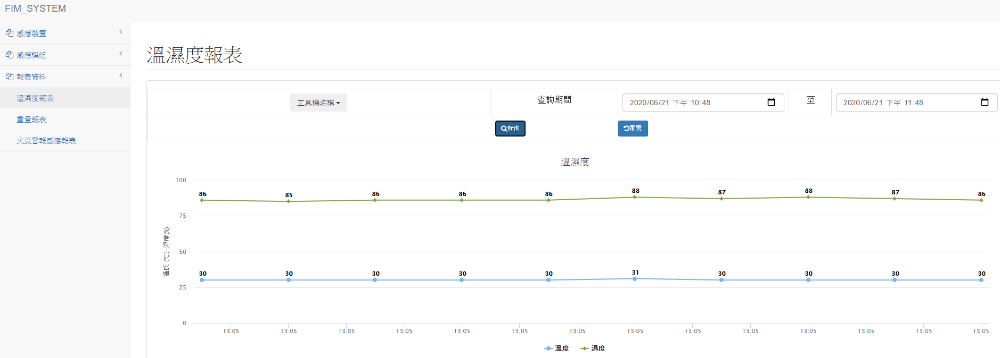 FIM_SYSTEM
感應裝置
感應模組
報表資料
溫濕度報表
重量報表
火災警報感應報表
溫濕度報表
工具機名稱 查詢期間 2020/06/21 下午 10:48 至 2020/06/21 下午 11:48
查询 重置
溫濕度
攝氏 (℃)-濕度(%)
100
75
50
25
0
86 85 86 86 86 88 87 88 87 86
30 30 30 30 30 31 30 30 30 30
13:05 13:05 13:05 13:05 13:05 13:05 13:05 13:05 13:05 13:05 13:05 13:05 13:05 13:05
溫度 濕度